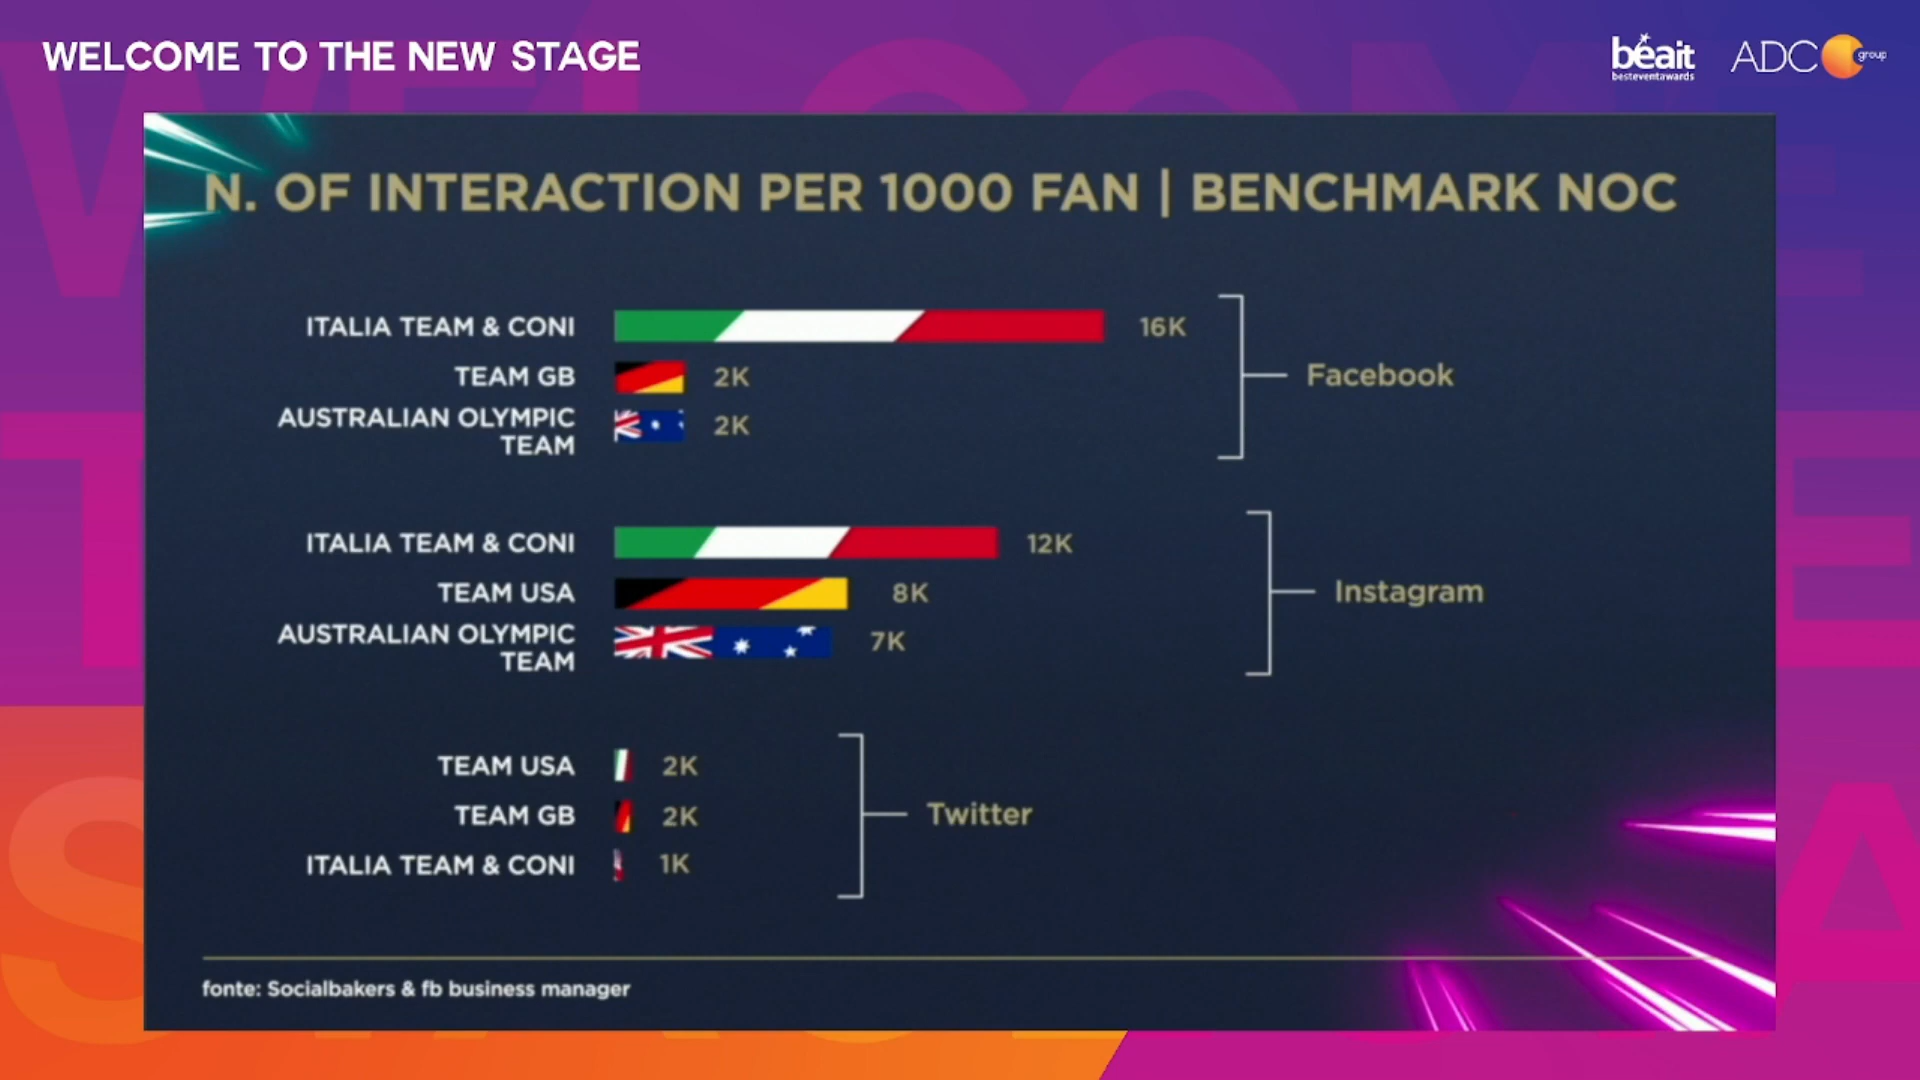 WELCOME TO THE NEW STAGE
béait
besteventawards
ADC group
N. OF INTERACTION PER 1000 FAN | BENCHMARK NOC
ITALIA TEAM & CONI 16K
TEAM GB 2K
AUSTRALIAN OLYMPIC
TEAM 2K
Facebook
ITALIA TEAM & CONI 12K
TEAM USA 8K
AUSTRALIAN OLYMPIC
TEAM 7K
Instagram
TEAM USA 2K
TEAM GB 2K
ITALIA TEAM & CONI 1K
Twitter
fonte: Socialbakers & fb business manager